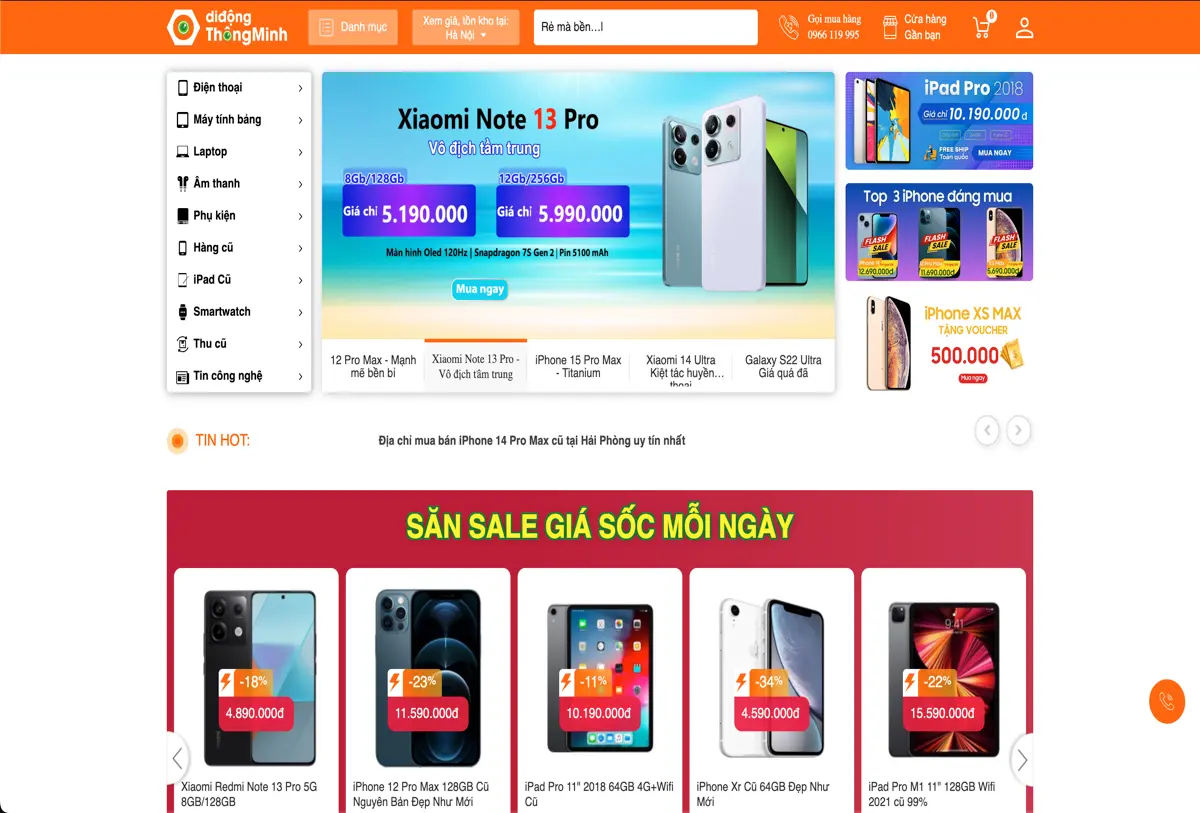 didộng
ThôngMinh
Danh mục
Xem giá, tồn kho tại:
Hà Nội
Rẻ mà bền...|
Gọi mua hàng
0966 119 995
Cửa hàng
Gần bạn
0
Điện thoại
Máy tính bảng
Laptop
Âm thanh
Phụ kiện
Hàng cũ
iPad Cũ
Smartwatch
Thu cũ
Tin công nghệ
Xiaomi Note 13 Pro
Vô địch tầm trung
8Gb/128Gb
Giá chỉ 5.190.000
12Gb/256Gb
Giá chỉ 5.990.000
Màn hình Oled 120Hz | Snapdragon 7S Gen 2 | Pin 5100 mAh
Mua ngay
12 Pro Max - Mạnh
mẽ bền bỉ
Xiaomi Note 13 Pro -
Vô địch tầm trung
iPhone 15 Pro Max
- Titanium
Xiaomi 14 Ultra
Kiệt tác huyền...
thoại
Galaxy S22 Ultra
Giá quá đã
iPad Pro 2018
Giá chỉ 10.190.000 đ
FREE SHIP
Toàn quốc
MUA NGAY
Top 3 iPhone đáng mua
FLASH
SALE
12.690.000đ
FLASH
SALE
11.690.000đ
FLASH
SALE
5.690.000đ
iPhone XS MAX
TẶNG VOUCHER
500.000
Mua ngay
TIN HOT:
Địa chỉ mua bán iPhone 14 Pro Max cũ tại Hải Phòng uy tín nhất
SĂN SALE GIÁ SỐC MỖI NGÀY
-18%
4.890.000đ
Xiaomi Redmi Note 13 Pro 5G
8GB/128GB
-23%
11.590.000đ
iPhone 12 Pro Max 128GB Cũ
Nguyên Bản Đẹp Như Mới
-11%
10.190.000đ
iPad Pro 11" 2018 64GB 4G+Wifi
Cũ
-34%
4.590.000đ
iPhone Xr Cũ 64GB Đẹp Như
Mới
9:41
-22%
15.590.000đ
iPad Pro M1 11" 128GB Wifi
2021 cũ 99%